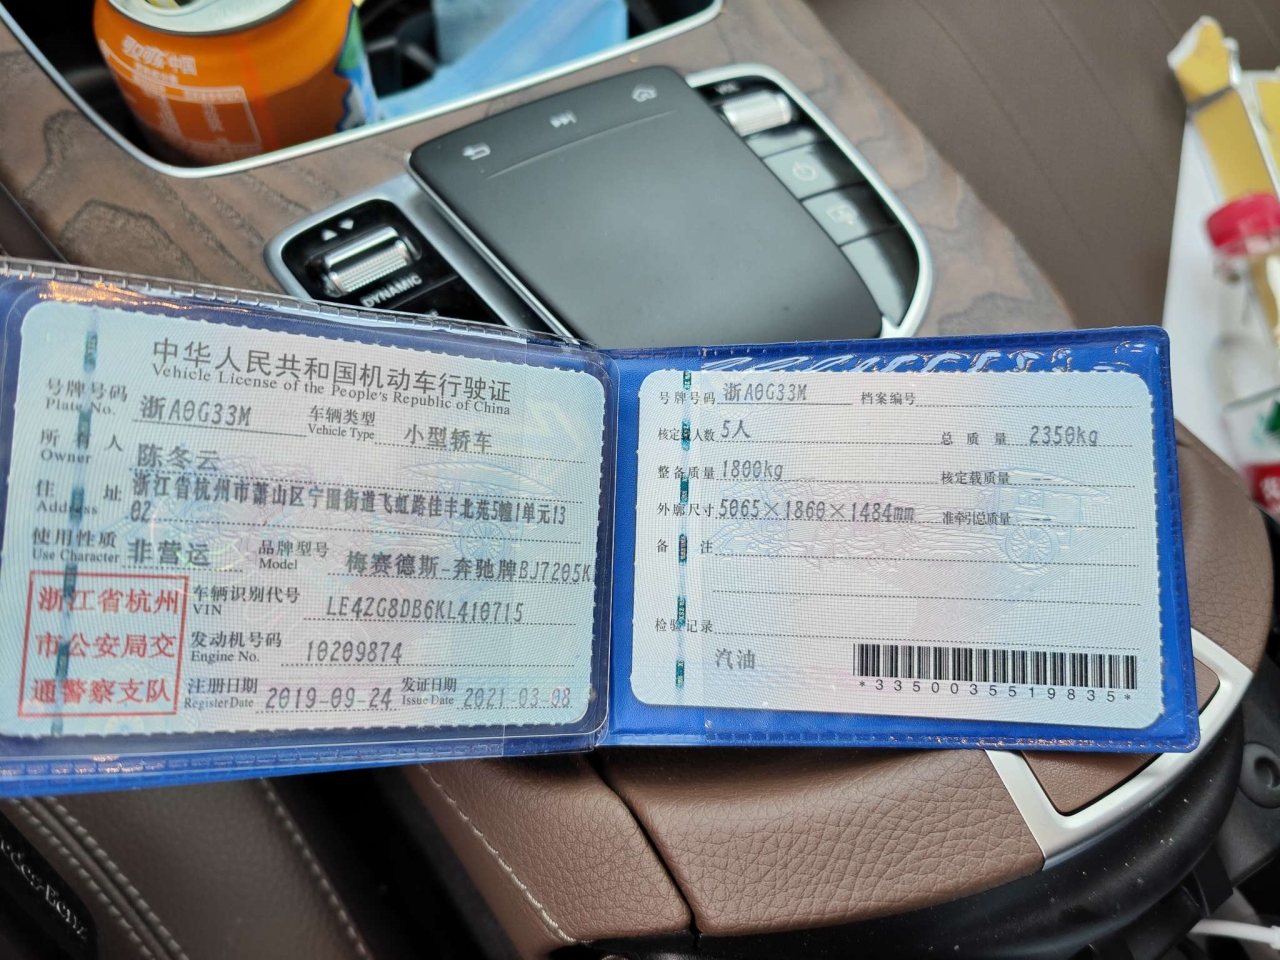 中国
DYNAMIC
中华人民共和国机动车行驶证
Vehicle License of the People's Republic of China
号牌号码 浙A0G33M 车辆类型 小型轿车
Plate No. Vehicle Type
所有人 陈冬云
Owner
住址 浙江省杭州市萧山区宁围街道飞虹路佳丰北苑5幢1单元13
Address 02
使用性质 非营运 品牌型号 梅赛德斯-奔驰牌BJ7205K
Use Character Model
浙江省杭州
市公安局交
通警察支队
车辆识别代号 LE4ZG8DB6KL410715
VIN
发动机号码 10209874
Engine No.
注册日期 2019-09-24 发证日期 2021-03-08
Register Date Issue Date
号牌号码 浙A0G33M 档案编号
核定载人数 5人 总质量 2350kg
整备质量 1800kg 核定载质量 --
外廓尺寸 5065×1860×1484mm 准牵引总质量 --
备注
检验记录
汽油
*3350035519835*